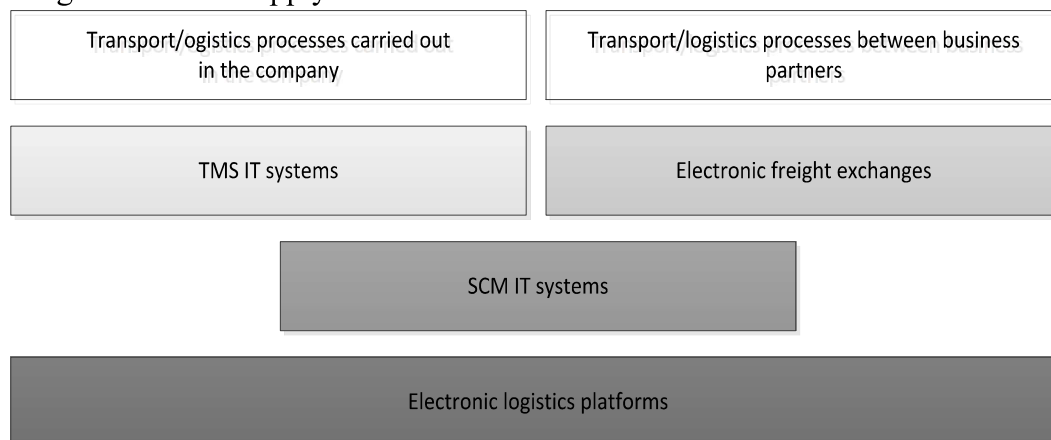 Transport/ogistics processes carried out
in the company
Transport/logistics processes between business
partners
TMS IT systems
Electronic freight exchanges
SCM IT systems
Electronic logistics platforms